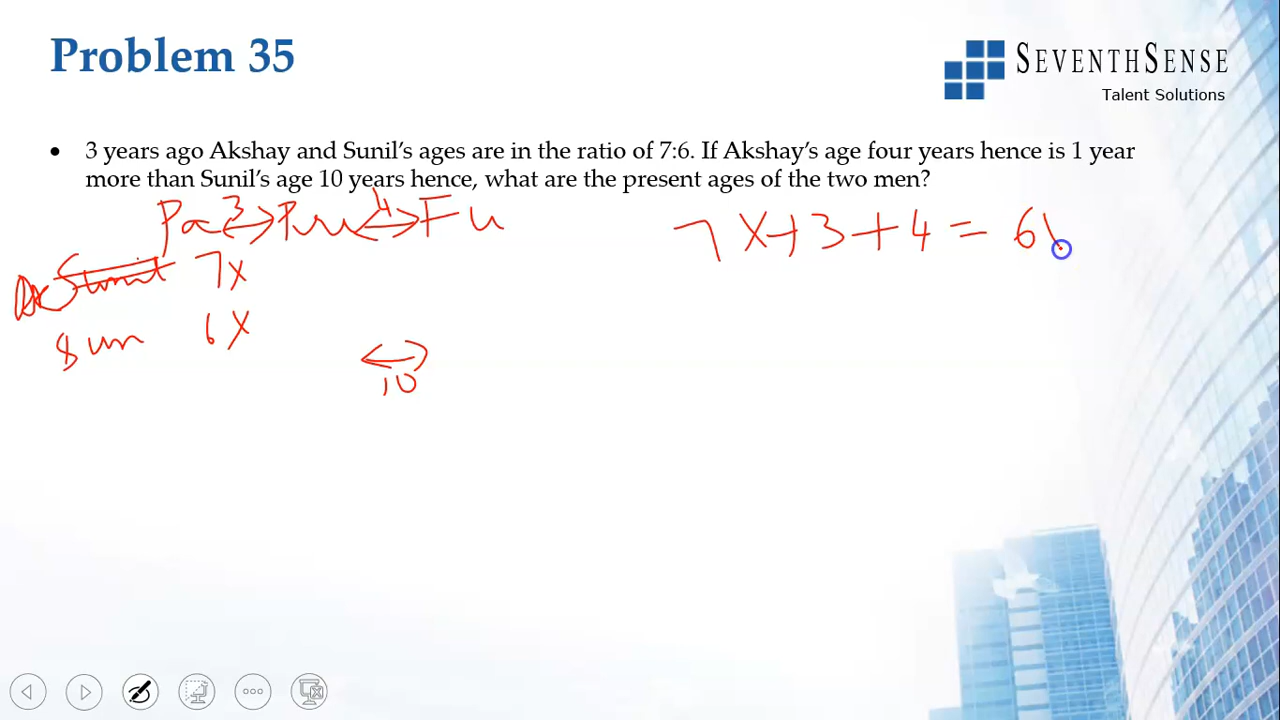 Problem 35
SEVENTHSENSE
Talent Solutions
• 3 years ago Akshay and Sunil's ages are in the ratio of 7:6. If Akshay's age four years hence is 1 year
more than Sunil's age 10 years hence, what are the present ages of the two men?
Pa 3 Pru 4 Fu
7x + 3 + 4 = 6
Ak 7x
Sun 6x
10